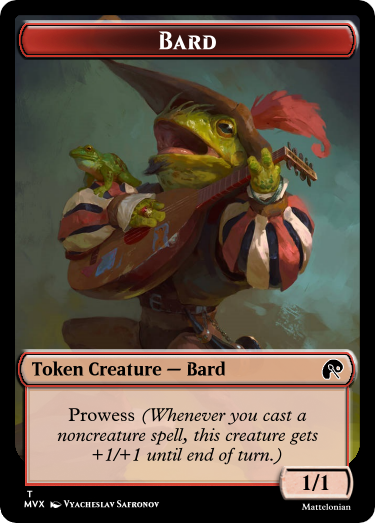 BARD
Token Creature — Bard
Prowess (Whenever you cast a
noncreature spell, this creature gets
+1/+1 until end of turn.)
1/1
T
MVX VYACHESLAV SAFRONOV
Mattelonian